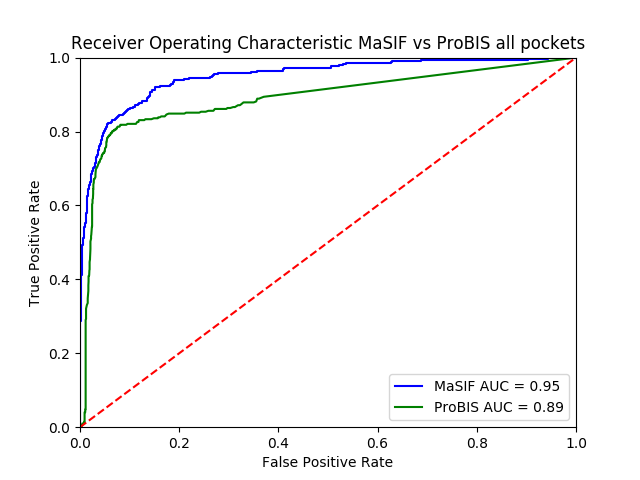 Receiver Operating Characteristic MaSIF vs ProBIS all pockets
1.0
0.8
0.6
0.4
0.2
0.0
True Positive Rate
MaSIF AUC = 0.95
ProBIS AUC = 0.89
0.0 0.2 0.4 0.6 0.8 1.0
False Positive Rate